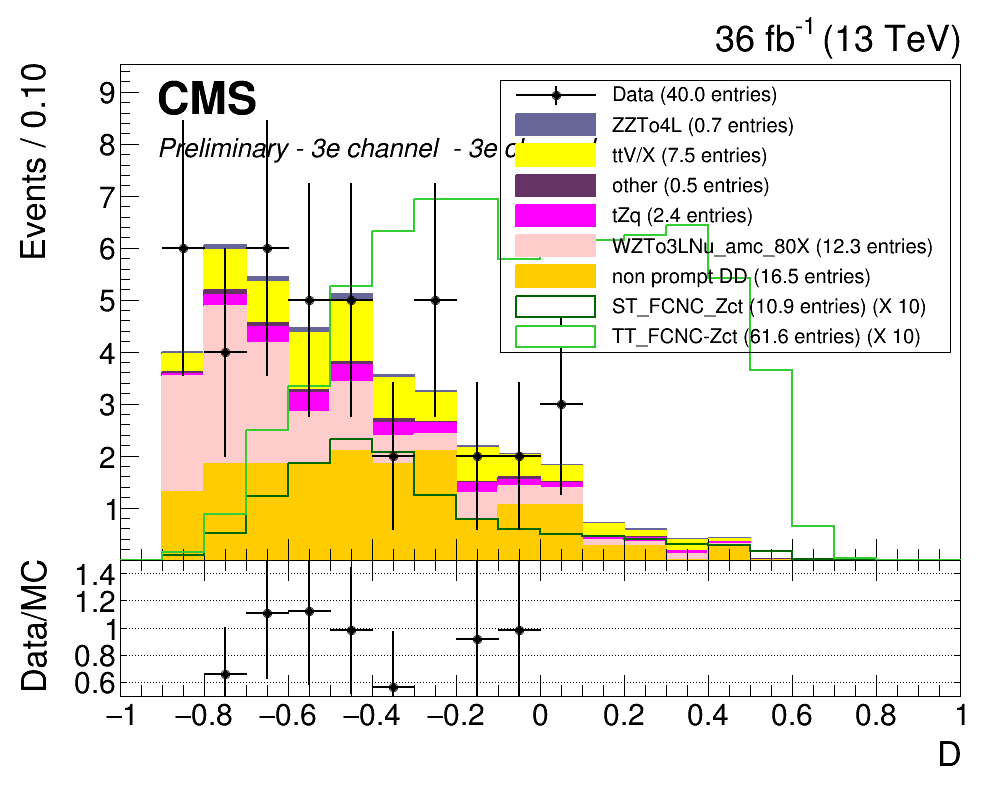 36 fb-1 (13 TeV)
CMS
Preliminary - 3e channel - 3e c
Events / 0.10
9
8
7
6
5
4
3
2
1
Data (40.0 entries)
ZZTo4L (0.7 entries)
ttV/X (7.5 entries)
other (0.5 entries)
tZq (2.4 entries)
WZTo3LNu_amc_80X (12.3 entries)
non prompt DD (16.5 entries)
ST_FCNC_Zct (10.9 entries) (X 10)
TT_FCNC-Zct (61.6 entries) (X 10)
Data/MC
1.4
1.2
1
0.8
0.6
−1 −0.8 −0.6 −0.4 −0.2 0 0.2 0.4 0.6 0.8 1
D